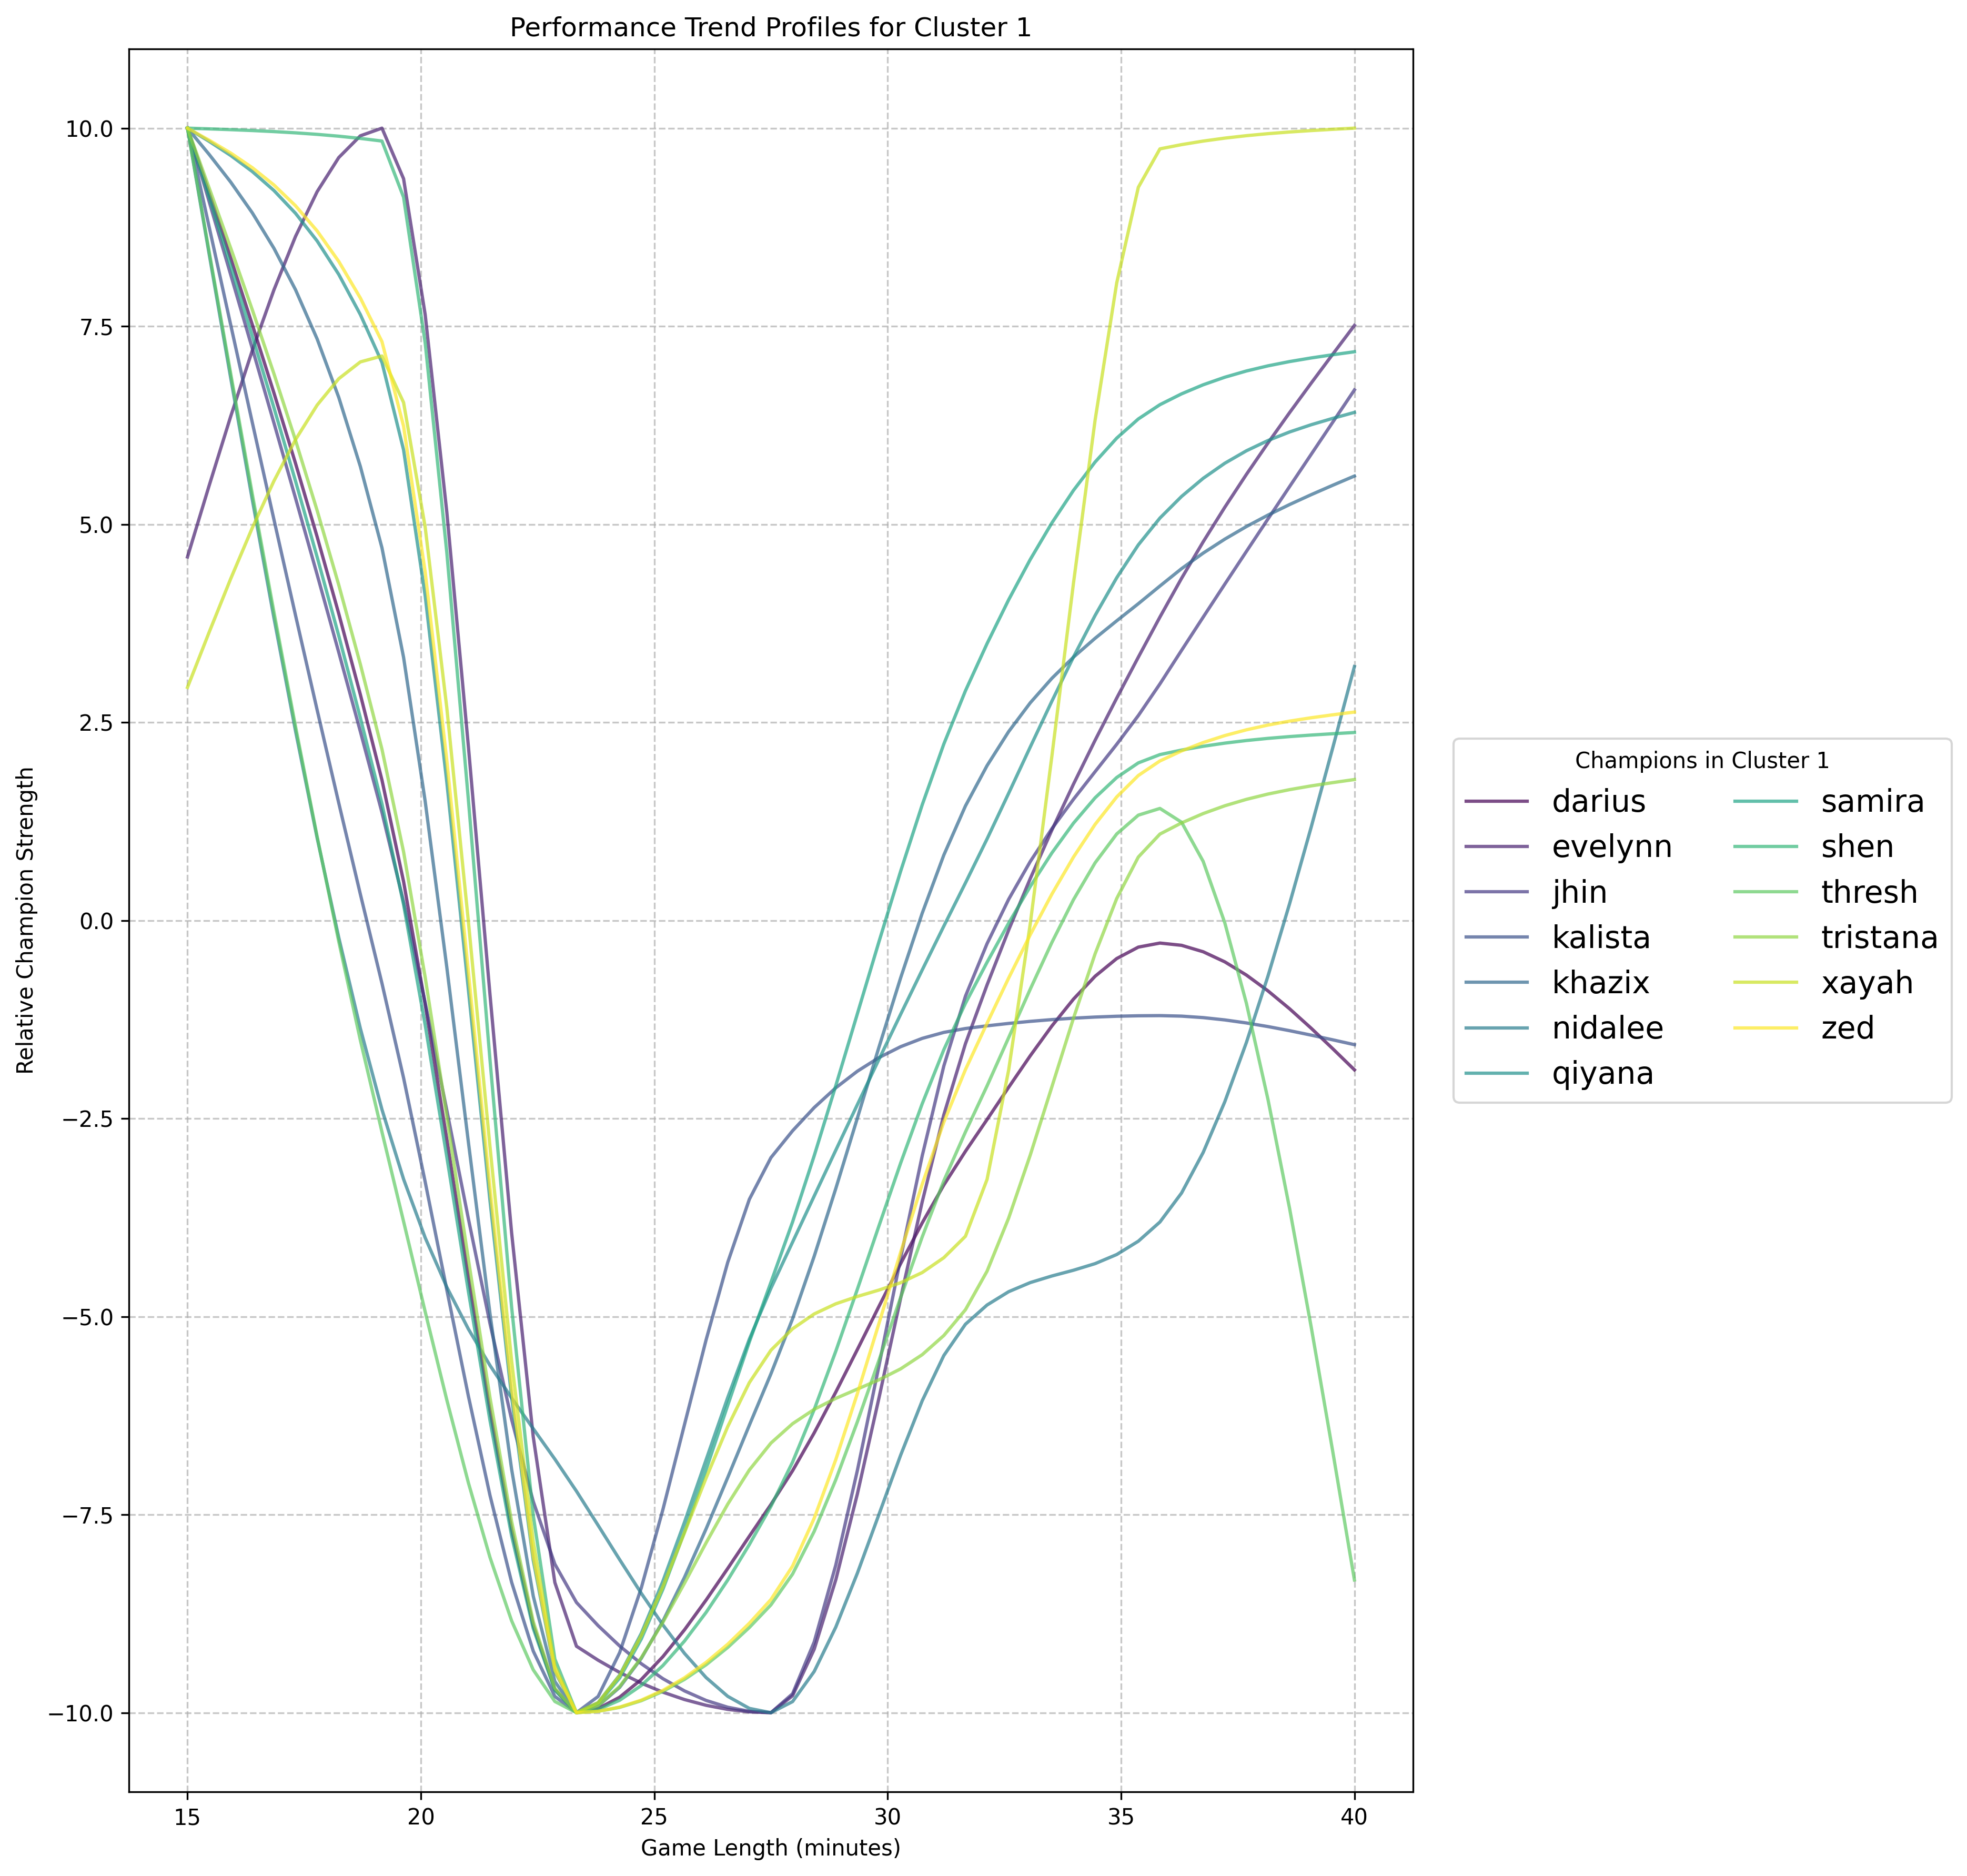 Performance Trend Profiles for Cluster 1
10.0
7.5
5.0
2.5
0.0
−2.5
−5.0
−7.5
−10.0
Relative Champion Strength
15 20 25 30 35 40
Game Length (minutes)
Champions in Cluster 1
darius
evelynn
jhin
kalista
khazix
nidalee
qiyana
samira
shen
thresh
tristana
xayah
zed